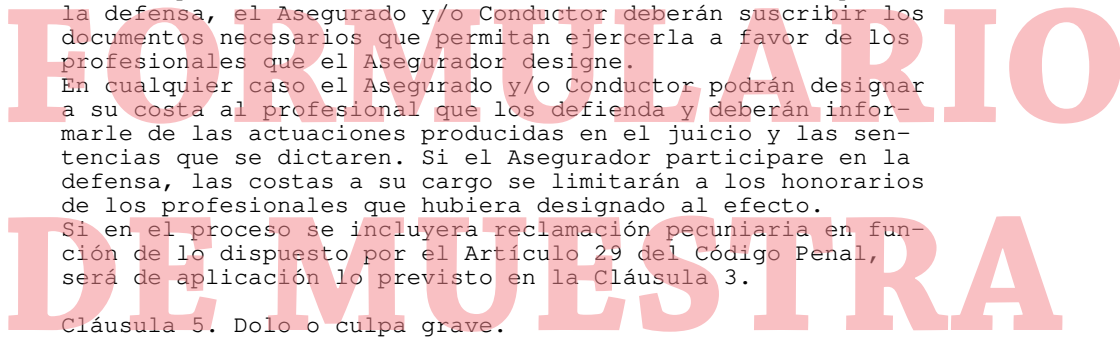 la defensa, el Asegurado y/o Conductor deberán suscribir los
documentos necesarios que permitan ejercerla a favor de los
profesionales que el Asegurador designe.
En cualquier caso el Asegurado y/o Conductor podrán designar
a su costa al profesional que los defienda y deberán infor-
marle de las actuaciones producidas en el juicio y las sen-
tencias que se dictaren. Si el Asegurador participare en la
defensa, las costas a su cargo se limitarán a los honorarios
de los profesionales que hubiera designado al efecto.
Si en el proceso se incluyera reclamación pecuniaria en fun-
ción de lo dispuesto por el Artículo 29 del Código Penal,
será de aplicación lo previsto en la Cláusula 3.
Cláusula 5. Dolo o culpa grave.
FORMULARIO
DE MUESTRA